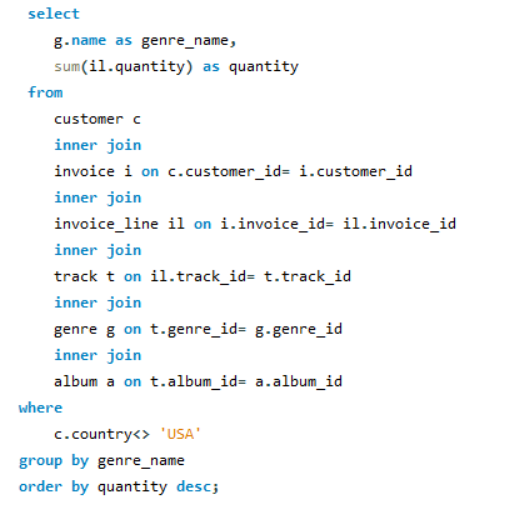 select
g.name as genre_name,
sum(il.quantity) as quantity
from
customer c
inner join
invoice i on c.customer_id= i.customer_id
inner join
invoice_line il on i.invoice_id= il.invoice_id
inner join
track t on il.track_id= t.track_id
inner join
genre g on t.genre_id= g.genre_id
inner join
album a on t.album_id= a.album_id
where
c.country<> 'USA'
group by genre_name
order by quantity desc;